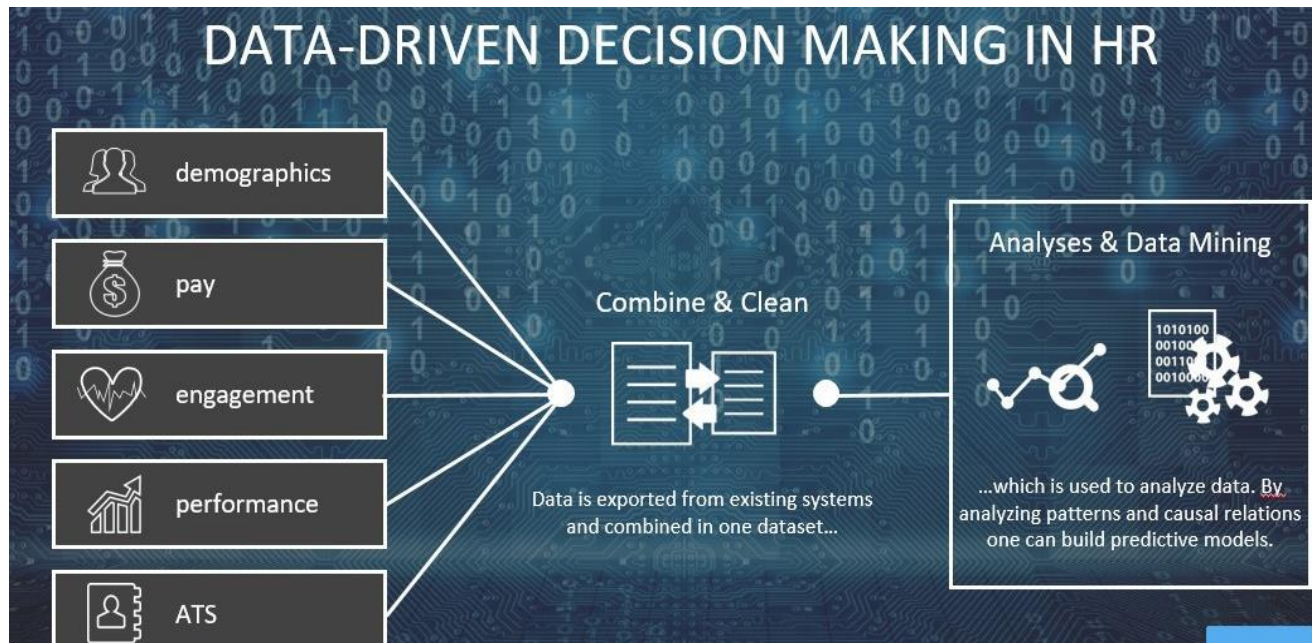 DATA-DRIVEN DECISION MAKING IN HR
demographics
pay
engagement
performance
ATS
Combine & Clean
Data is exported from existing systems
and combined in one dataset...
Analyses & Data Mining
1010100
...which is used to analyze data. By
analyzing patterns and causal relations
one can build predictive models.